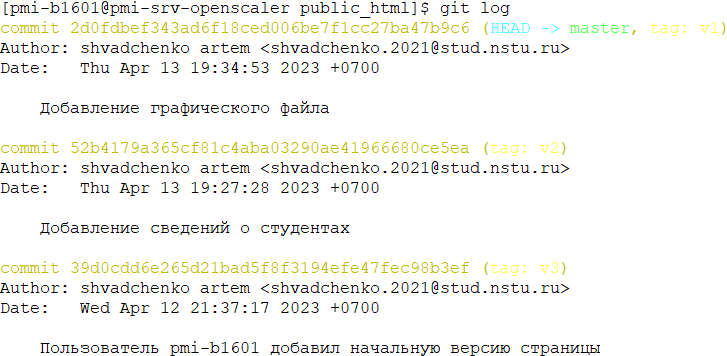 [pmi-b1601@pmi-srv-openscaler public_html]$ git log
commit 2d0fdbef343ad6f18ced006be7f1cc27ba47b9c6 (HEAD -> master, tag: v1)
Author: shvadchenko artem <shvadchenko.2021@stud.nstu.ru>
Date:   Thu Apr 13 19:34:53 2023 +0700
    Добавление графического файла
commit 52b4179a365cf81c4aba03290ae41966680ce5ea (tag: v2)
Author: shvadchenko artem <shvadchenko.2021@stud.nstu.ru>
Date:   Thu Apr 13 19:27:28 2023 +0700
    Добавление сведений о студентах
commit 39d0cdd6e265d21bad5f8f3194efe47fec98b3ef (tag: v3)
Author: shvadchenko artem <shvadchenko.2021@stud.nstu.ru>
Date:   Wed Apr 12 21:37:17 2023 +0700
    Пользователь pmi-b1601 добавил начальную версию страницы